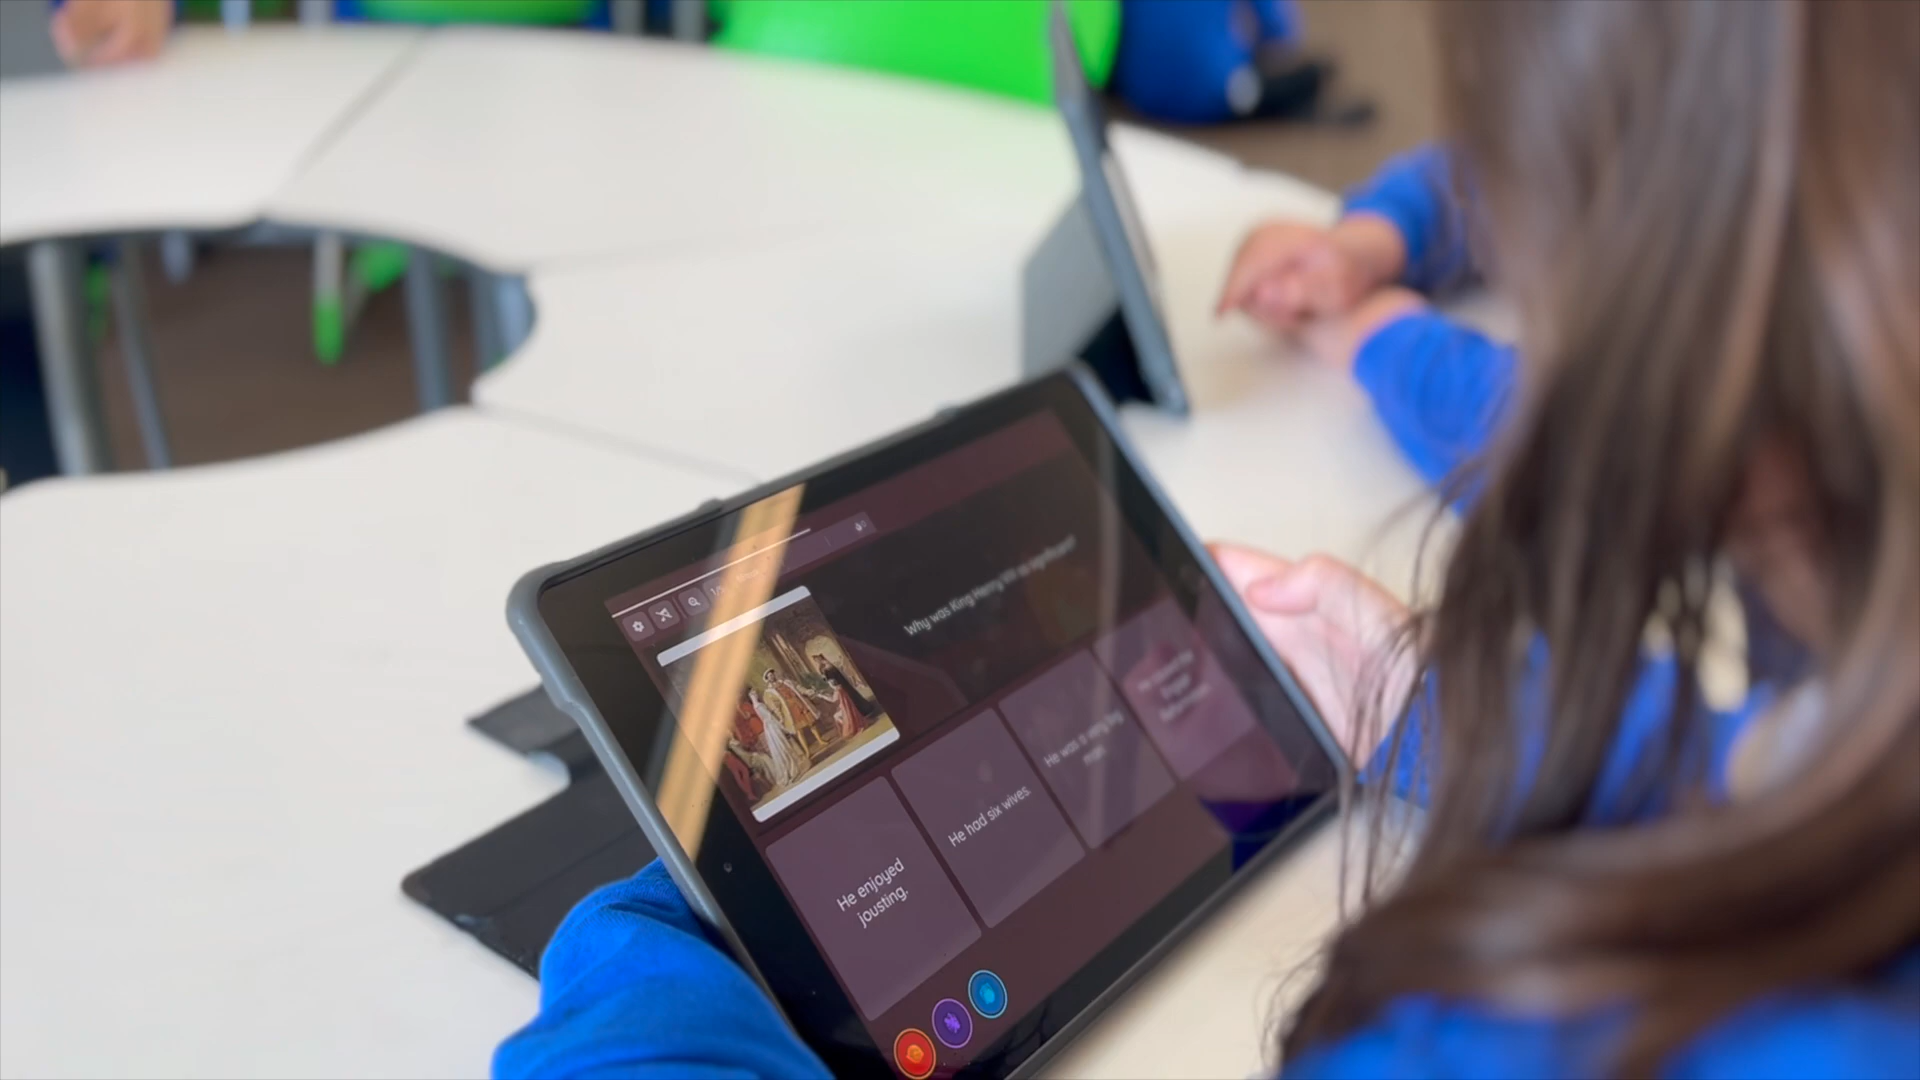 Why was King Henry VIII so significant?
He enjoyed
jousting.
He had six wives.
He was a very big
man.